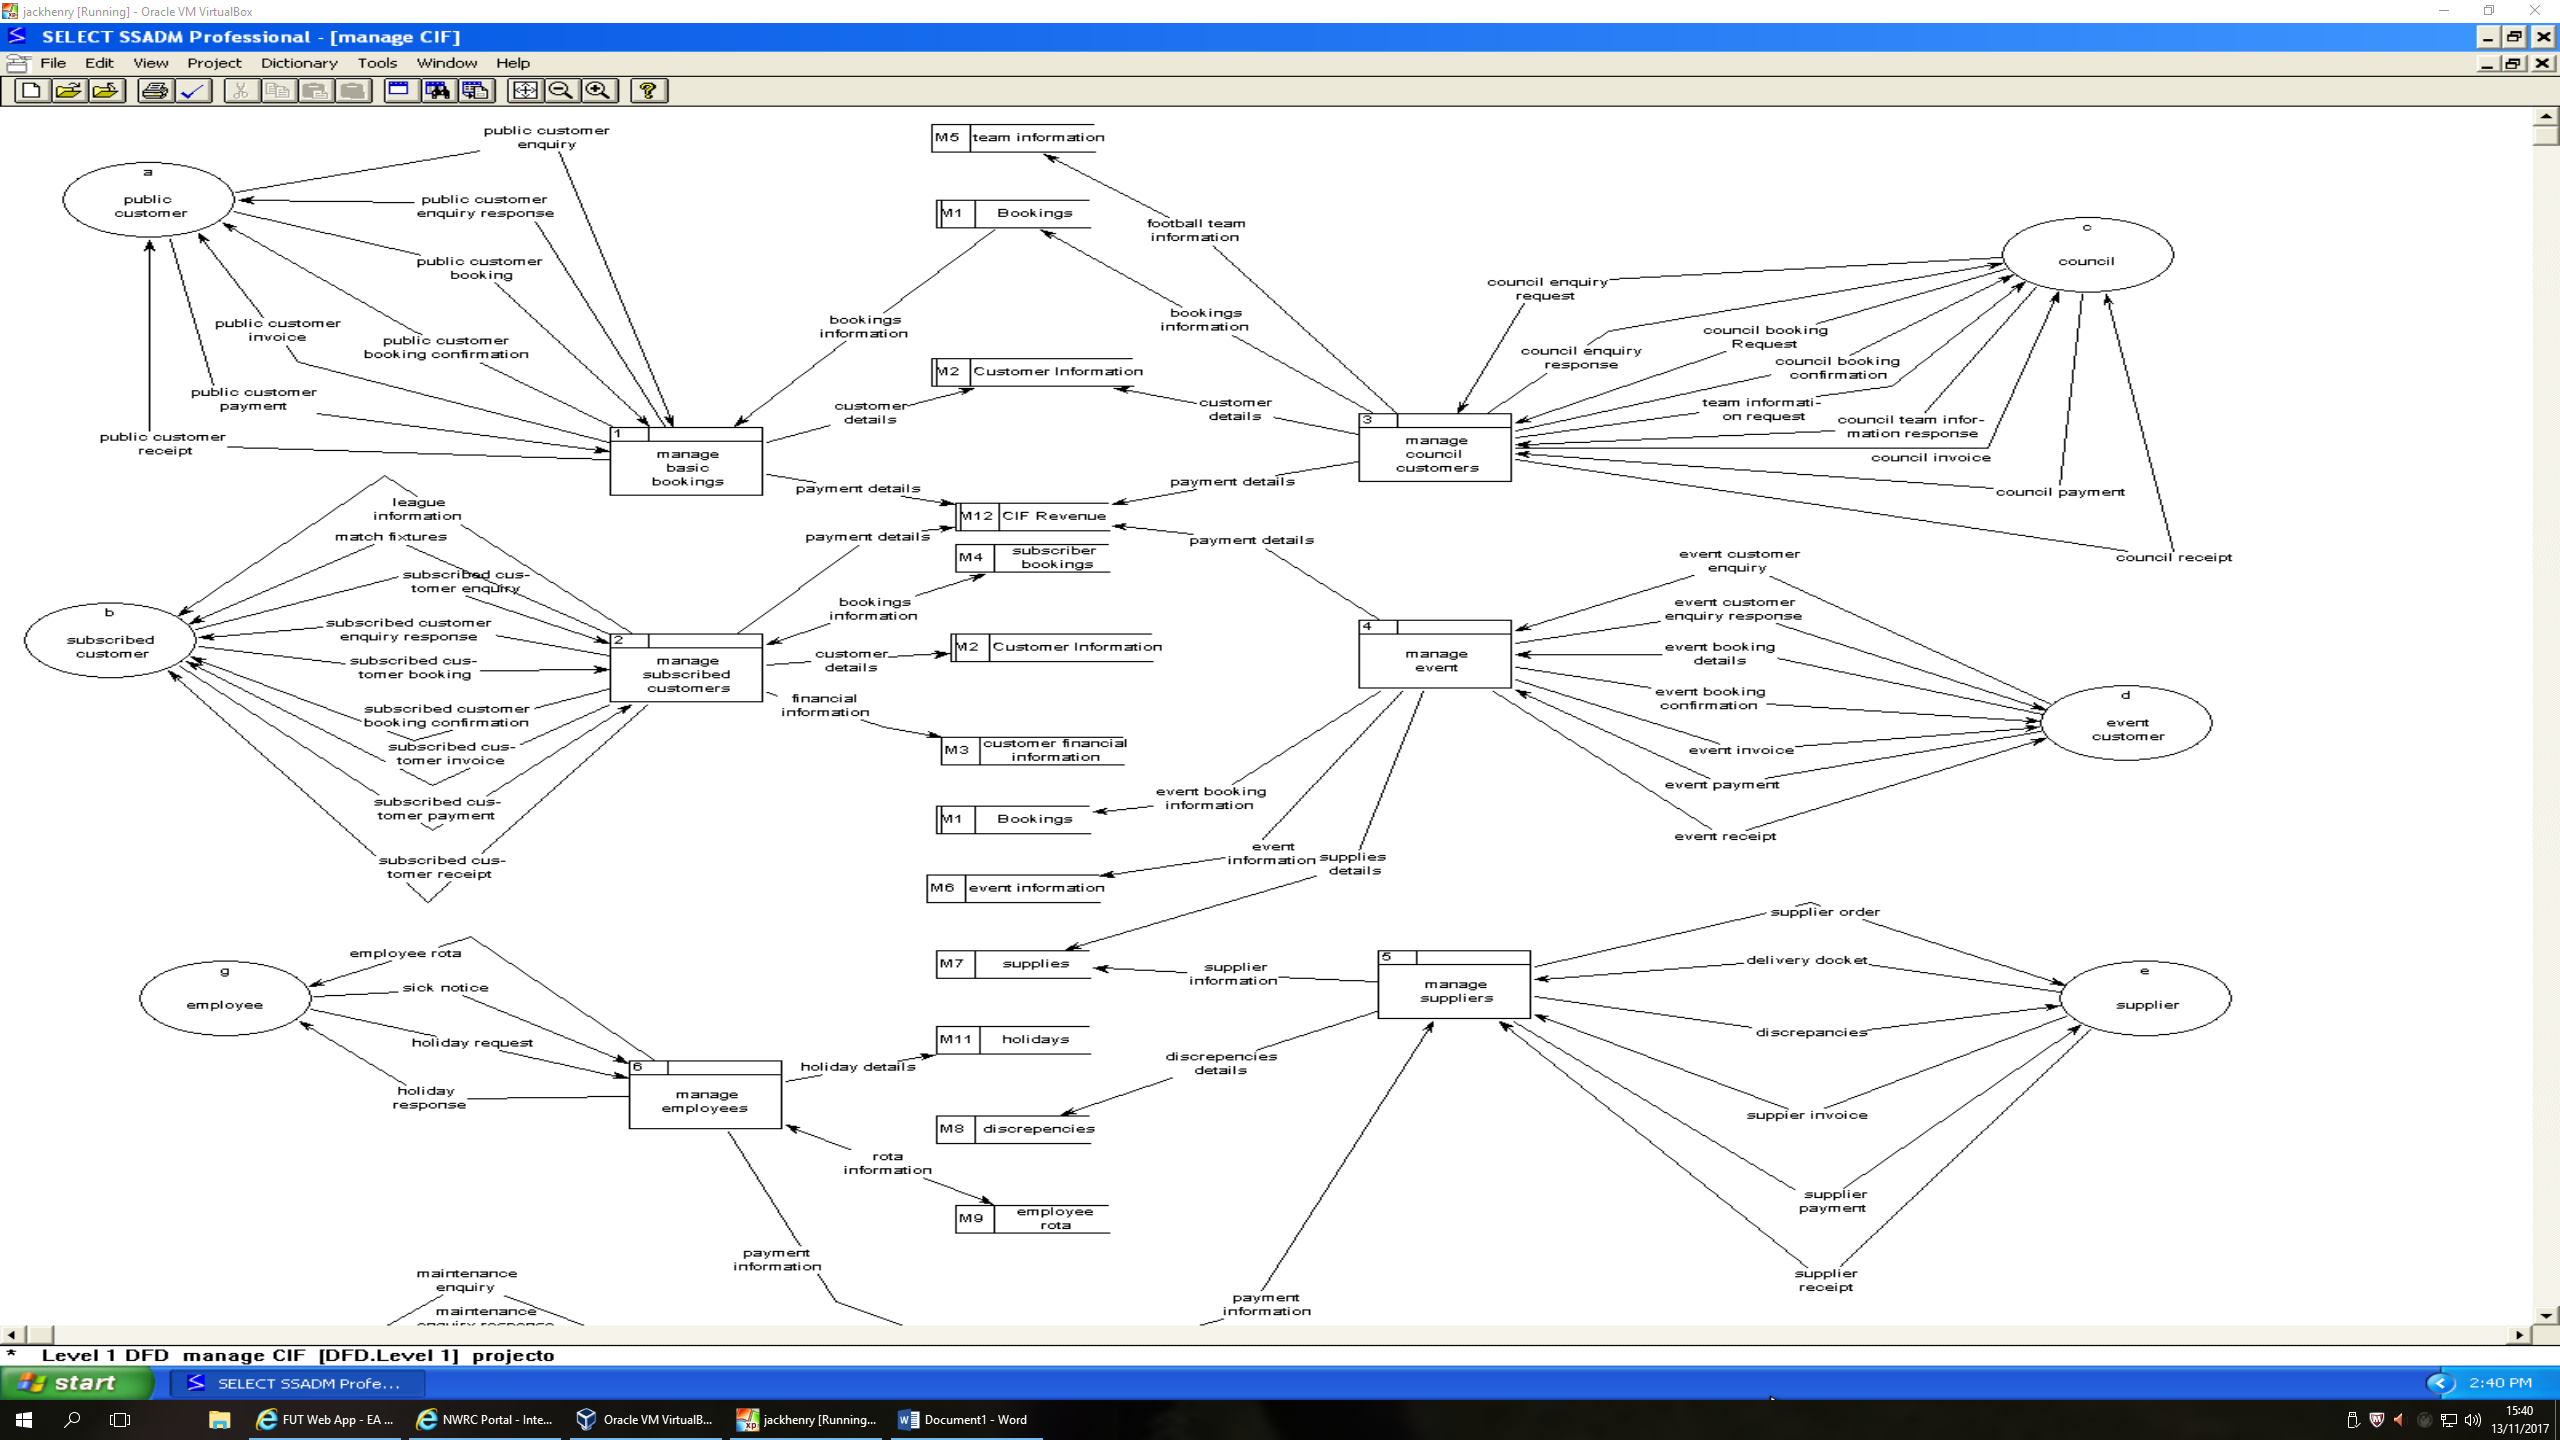 jackhenry [Running] - Oracle VM VirtualBox
SELECT SSADM Professional - [manage CIF]
File Edit View Project Dictionary Tools Window Help
public customer
enquiry
a
public
customer
public customer
enquiry response
public customer
booking
public customer
invoice
public customer
booking confirmation
public customer
payment
public customer
receipt
1
manage
basic
bookings
M5 team information
M1 Bookings
football team
information
bookings
information
bookings
information
M2 Customer Information
customer
details
customer
details
payment details
payment details
M12 CIF Revenue
payment details
payment details
M4 subscriber
bookings
c
council
council enquiry
request
council enquiry
response
council booking
Request
council booking
confirmation
team informati-
on request
council team infor-
mation response
council invoice
council payment
council receipt
3
manage
council
customers
league
information
match fixtures
subscribed cus-
tomer enquiry
b
subscribed
customer
subscribed customer
enquiry response
subscribed cus-
tomer booking
subscribed customer
booking confirmation
subscribed cus-
tomer invoice
subscribed cus-
tomer payment
subscribed cus-
tomer receipt
2
manage
subscribed
customers
bookings
information
customer
details
M2 Customer Information
financial
information
M3 customer financial
information
event booking
information
M1 Bookings
event
information
supplies
details
M6 event information
4
manage
event
event customer
enquiry
event customer
enquiry response
event booking
details
event booking
confirmation
event invoice
event payment
event receipt
d
event
customer
employee rota
g
employee
sick notice
holiday request
holiday
response
6
manage
employees
M7 supplies
supplier
information
M11 holidays
holiday details
discrepencies
details
M8 discrepencies
rota
information
M9 employee
rota
payment
information
payment
information
5
manage
suppliers
supplier order
delivery docket
discrepancies
suppier invoice
supplier
payment
supplier
receipt
e
supplier
maintenance
enquiry
maintenance
enquiry response
* Level 1 DFD manage CIF [DFD.Level 1] projecto
start SELECT SSADM Profe... 2:40 PM
FUT Web App - EA ... NWRC Portal - Inte... Oracle VM VirtualB... jackhenry [Running... Document1 - Word 15:40
13/11/2017